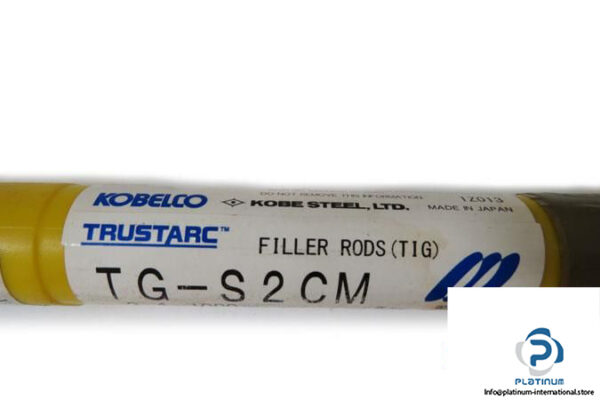 DO NOT REMOVE THIS INFORMATION
1Z013
KOBELCO
KOBE STEEL, LTD.
MADE IN JAPAN
TRUSTARC™
FILLER RODS (TIG)
TG-S2CM
PLATINUM
Info@platinum-international.store